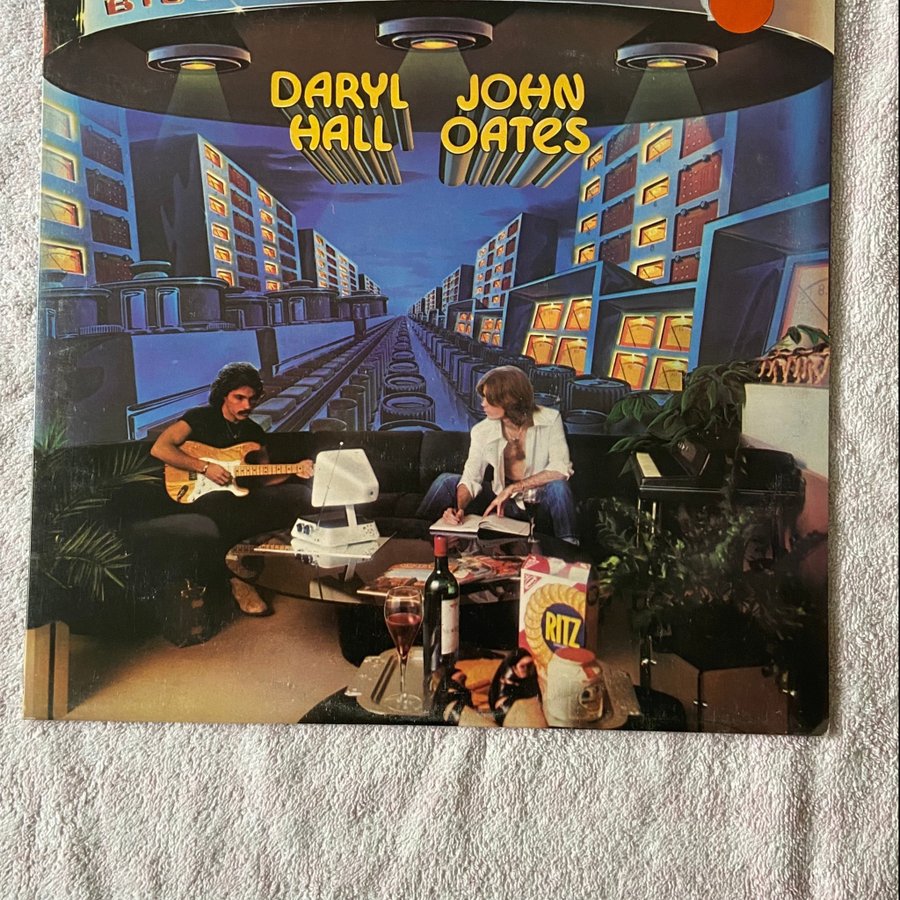 DARYL JOHN
HALL OATES
RITZ